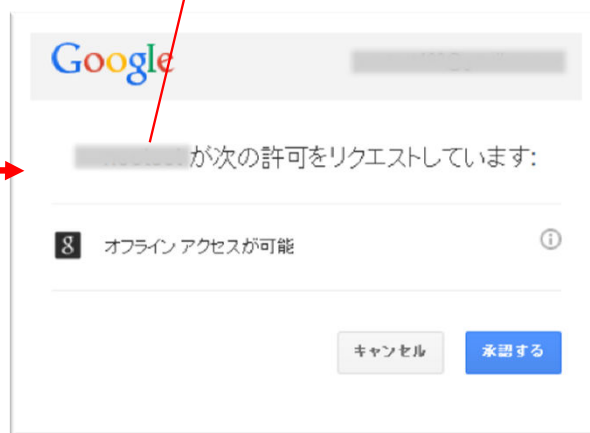 Google
が次の許可をリクエストしています:
オフライン アクセスが可能
キャンセル
承認する